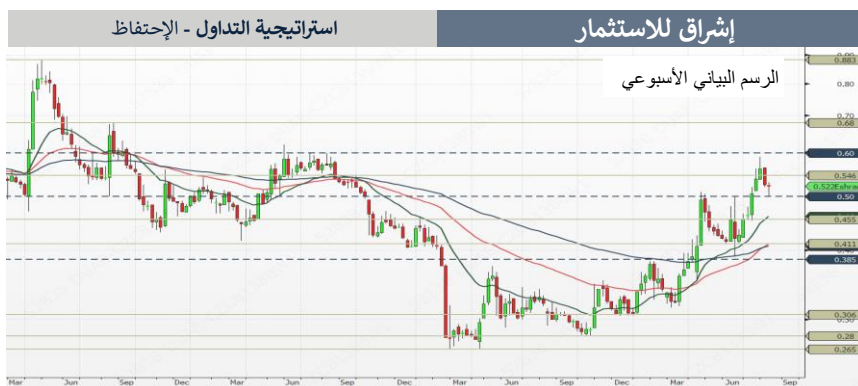 إشراق للاستثمار
استراتيجية التداول - الإحتفاظ
الرسم البياني الأسبوعي
0.883
0.80
0.70
0.68
0.60
0.546
0.522Eshra
0.50
0.455
0.411
0.385
0.306
0.28
0.265
Mar Jun Sep Dec Mar Jun Sep Dec Mar Jun Sep Dec Mar Jun Sep